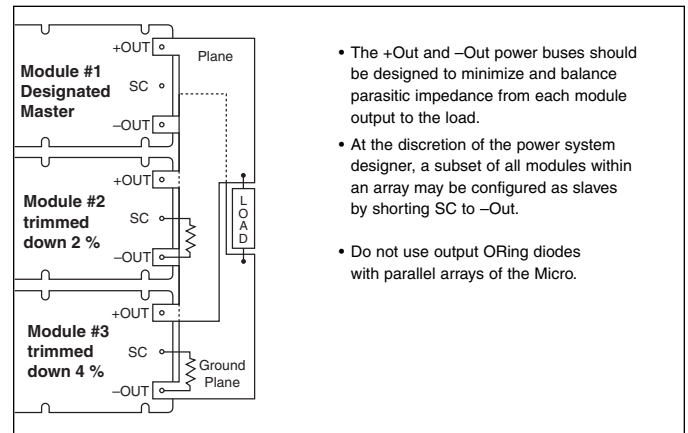 +OUT
Plane
Module #1
Designated
Master
SC
–OUT
+OUT
Module #2
trimmed
down 2 %
SC
–OUT
LOAD
+OUT
Module #3
trimmed
down 4 %
SC
Ground
Plane
–OUT
• The +Out and –Out power buses should
be designed to minimize and balance
parasitic impedance from each module
output to the load.
• At the discretion of the power system
designer, a subset of all modules within
an array may be configured as slaves
by shorting SC to –Out.
• Do not use output ORing diodes
with parallel arrays of the Micro.